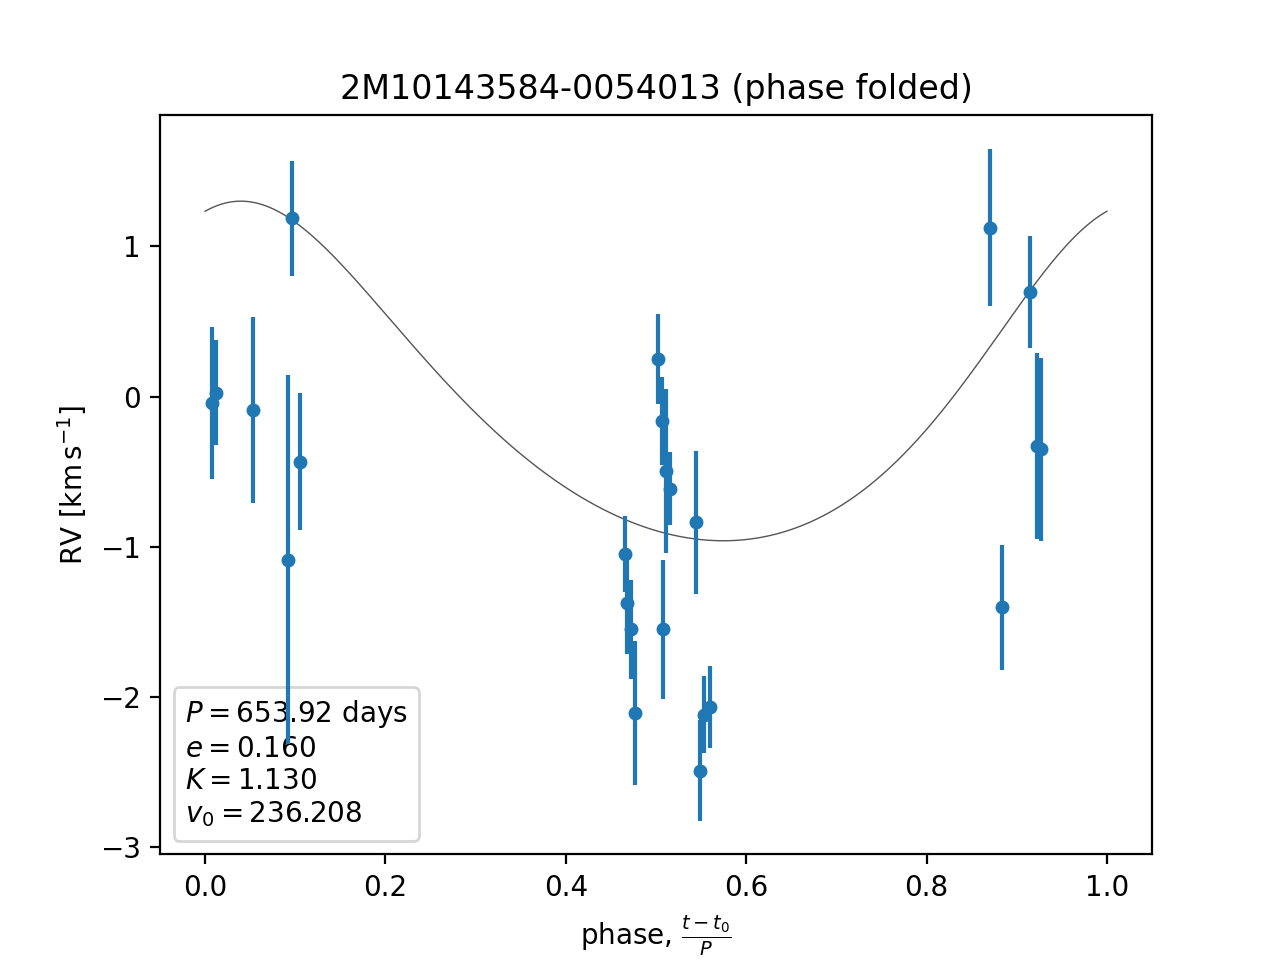 2M10143584-0054013 (phase folded)
RV [km s⁻¹]
1
0
−1
−2
−3
P = 653.92 days
e = 0.160
K = 1.130
v₀ = 236.208
0.0 0.2 0.4 0.6 0.8 1.0
phase, (t − t₀)/P